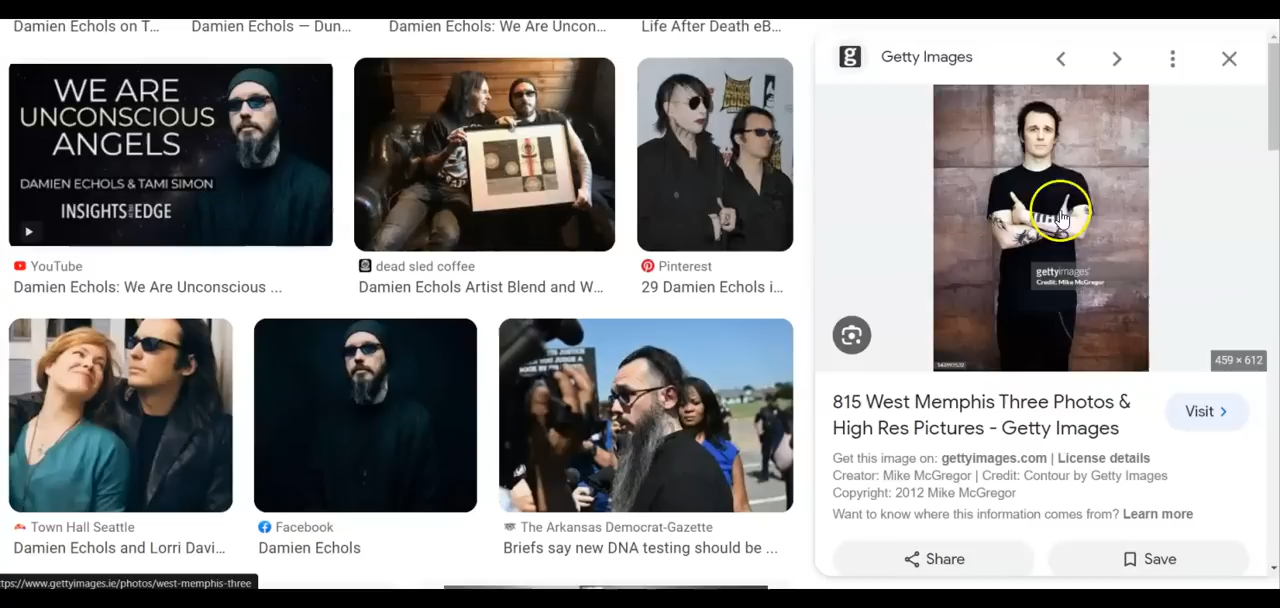 Damien Echols on T...
Damien Echols — Dun...
Damien Echols: We Are Uncon...
Life After Death eB...
WE ARE
UNCONSCIOUS
ANGELS
DAMIEN ECHOLS & TAMI SIMON
INSIGHTS AT THE EDGE
YouTube
Damien Echols: We Are Unconscious ...
dead sled coffee
Damien Echols Artist Blend and W...
Pinterest
29 Damien Echols i...
Town Hall Seattle
Damien Echols and Lorri Davi...
Facebook
Damien Echols
The Arkansas Democrat-Gazette
Briefs say new DNA testing should be ...
ttps://www.gettyimages.ie/photos/west-memphis-three
g
Getty Images
gettyimages
Credit: Mike McGregor
459 × 612
815 West Memphis Three Photos &
High Res Pictures - Getty Images
Visit
Get this image on: gettyimages.com | License details
Creator: Mike McGregor | Credit: Contour by Getty Images
Copyright: 2012 Mike McGregor
Want to know where this information comes from? Learn more
Share
Save